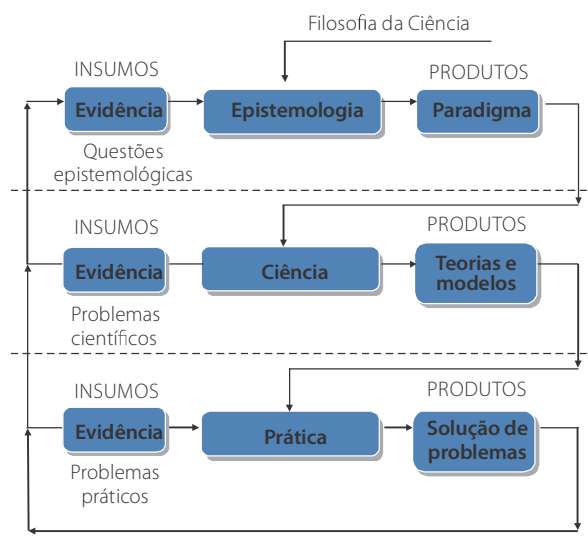 Filosofia da Ciência
INSUMOS
PRODUTOS
Evidência
Epistemologia
Paradigma
Questões
epistemológicas
INSUMOS
PRODUTOS
Evidência
Ciência
Teorias e
modelos
Problemas
científicos
INSUMOS
PRODUTOS
Evidência
Prática
Solução de
problemas
Problemas
práticos